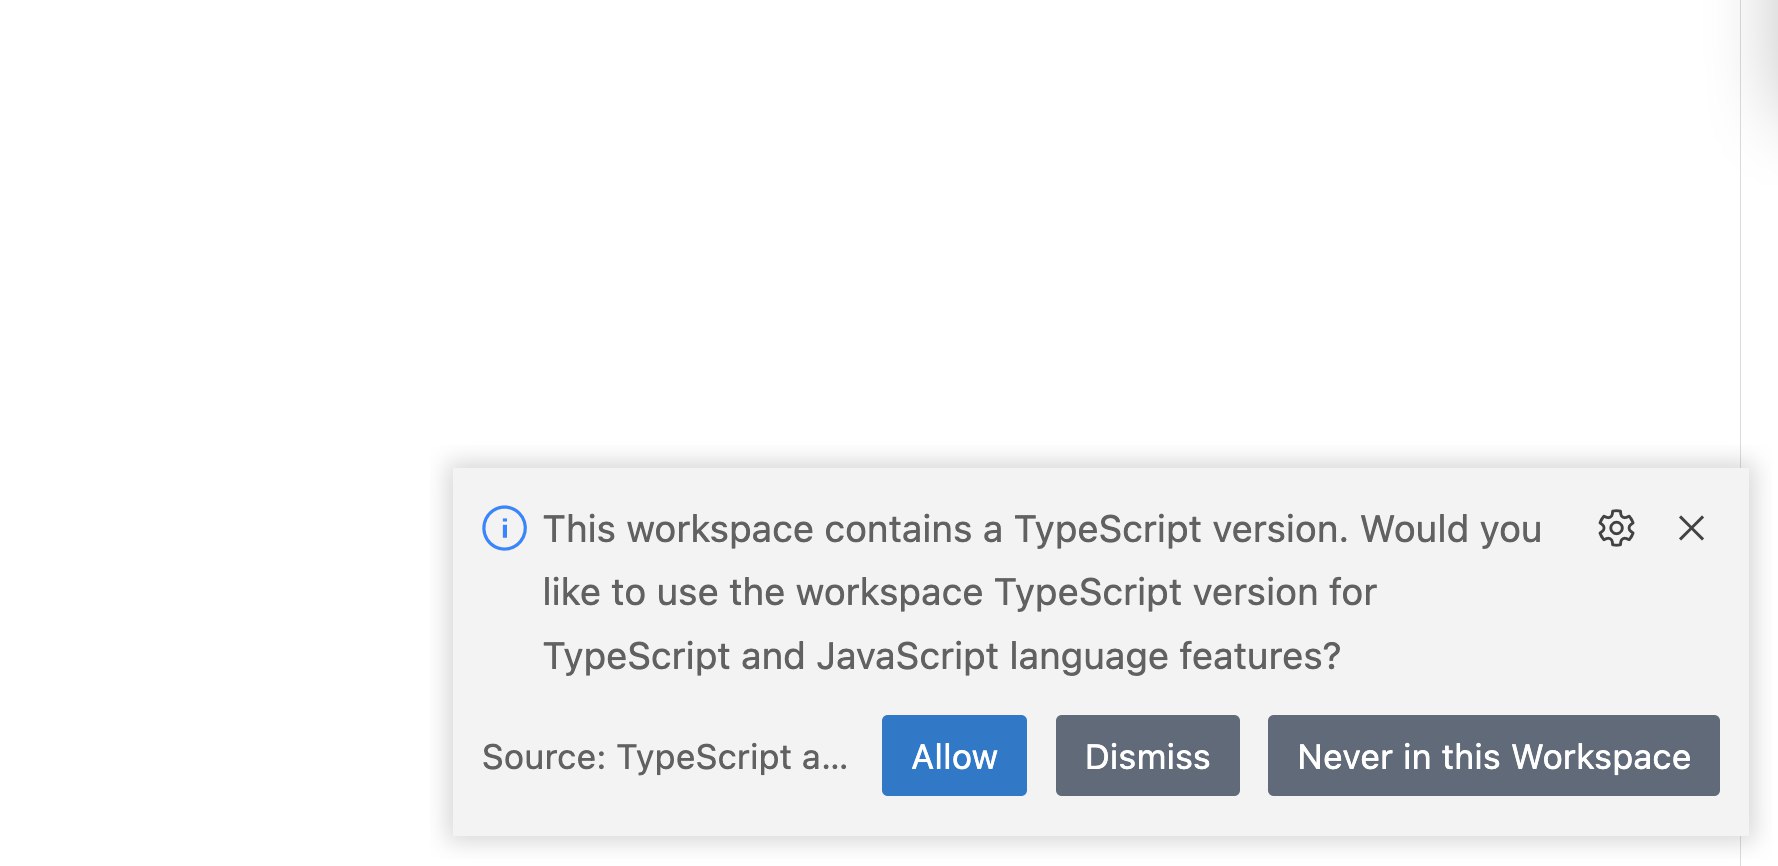 This workspace contains a TypeScript version. Would you
like to use the workspace TypeScript version for
TypeScript and JavaScript language features?
Source: TypeScript a...
Allow
Dismiss
Never in this Workspace